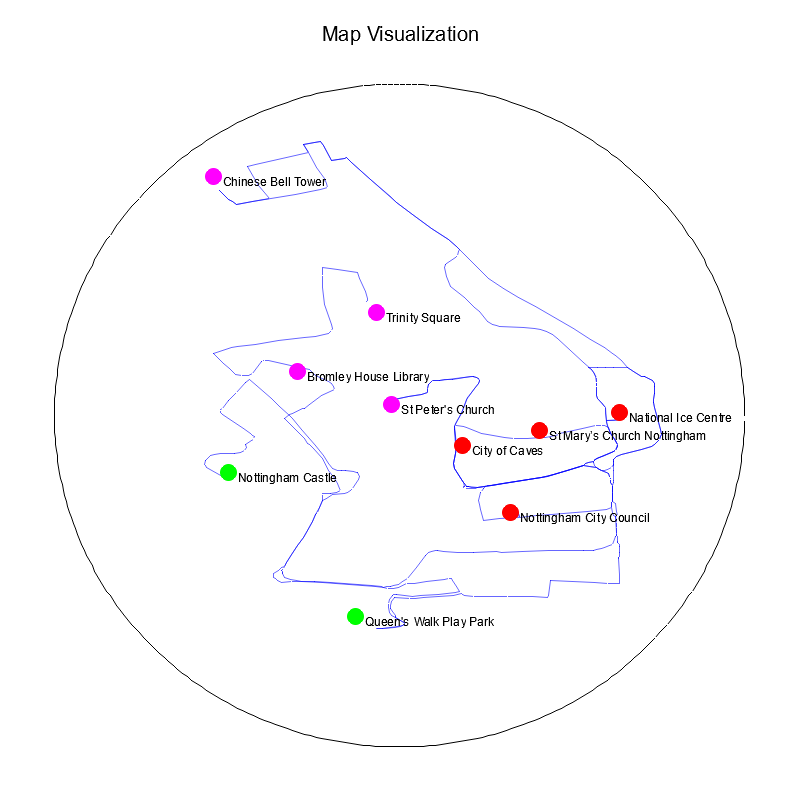 Map Visualization
Chinese Bell Tower
Trinity Square
Bromley House Library
St Peter's Church
National Ice Centre
St Mary's Church Nottingham
City of Caves
Nottingham Castle
Nottingham City Council
Queen's Walk Play Park